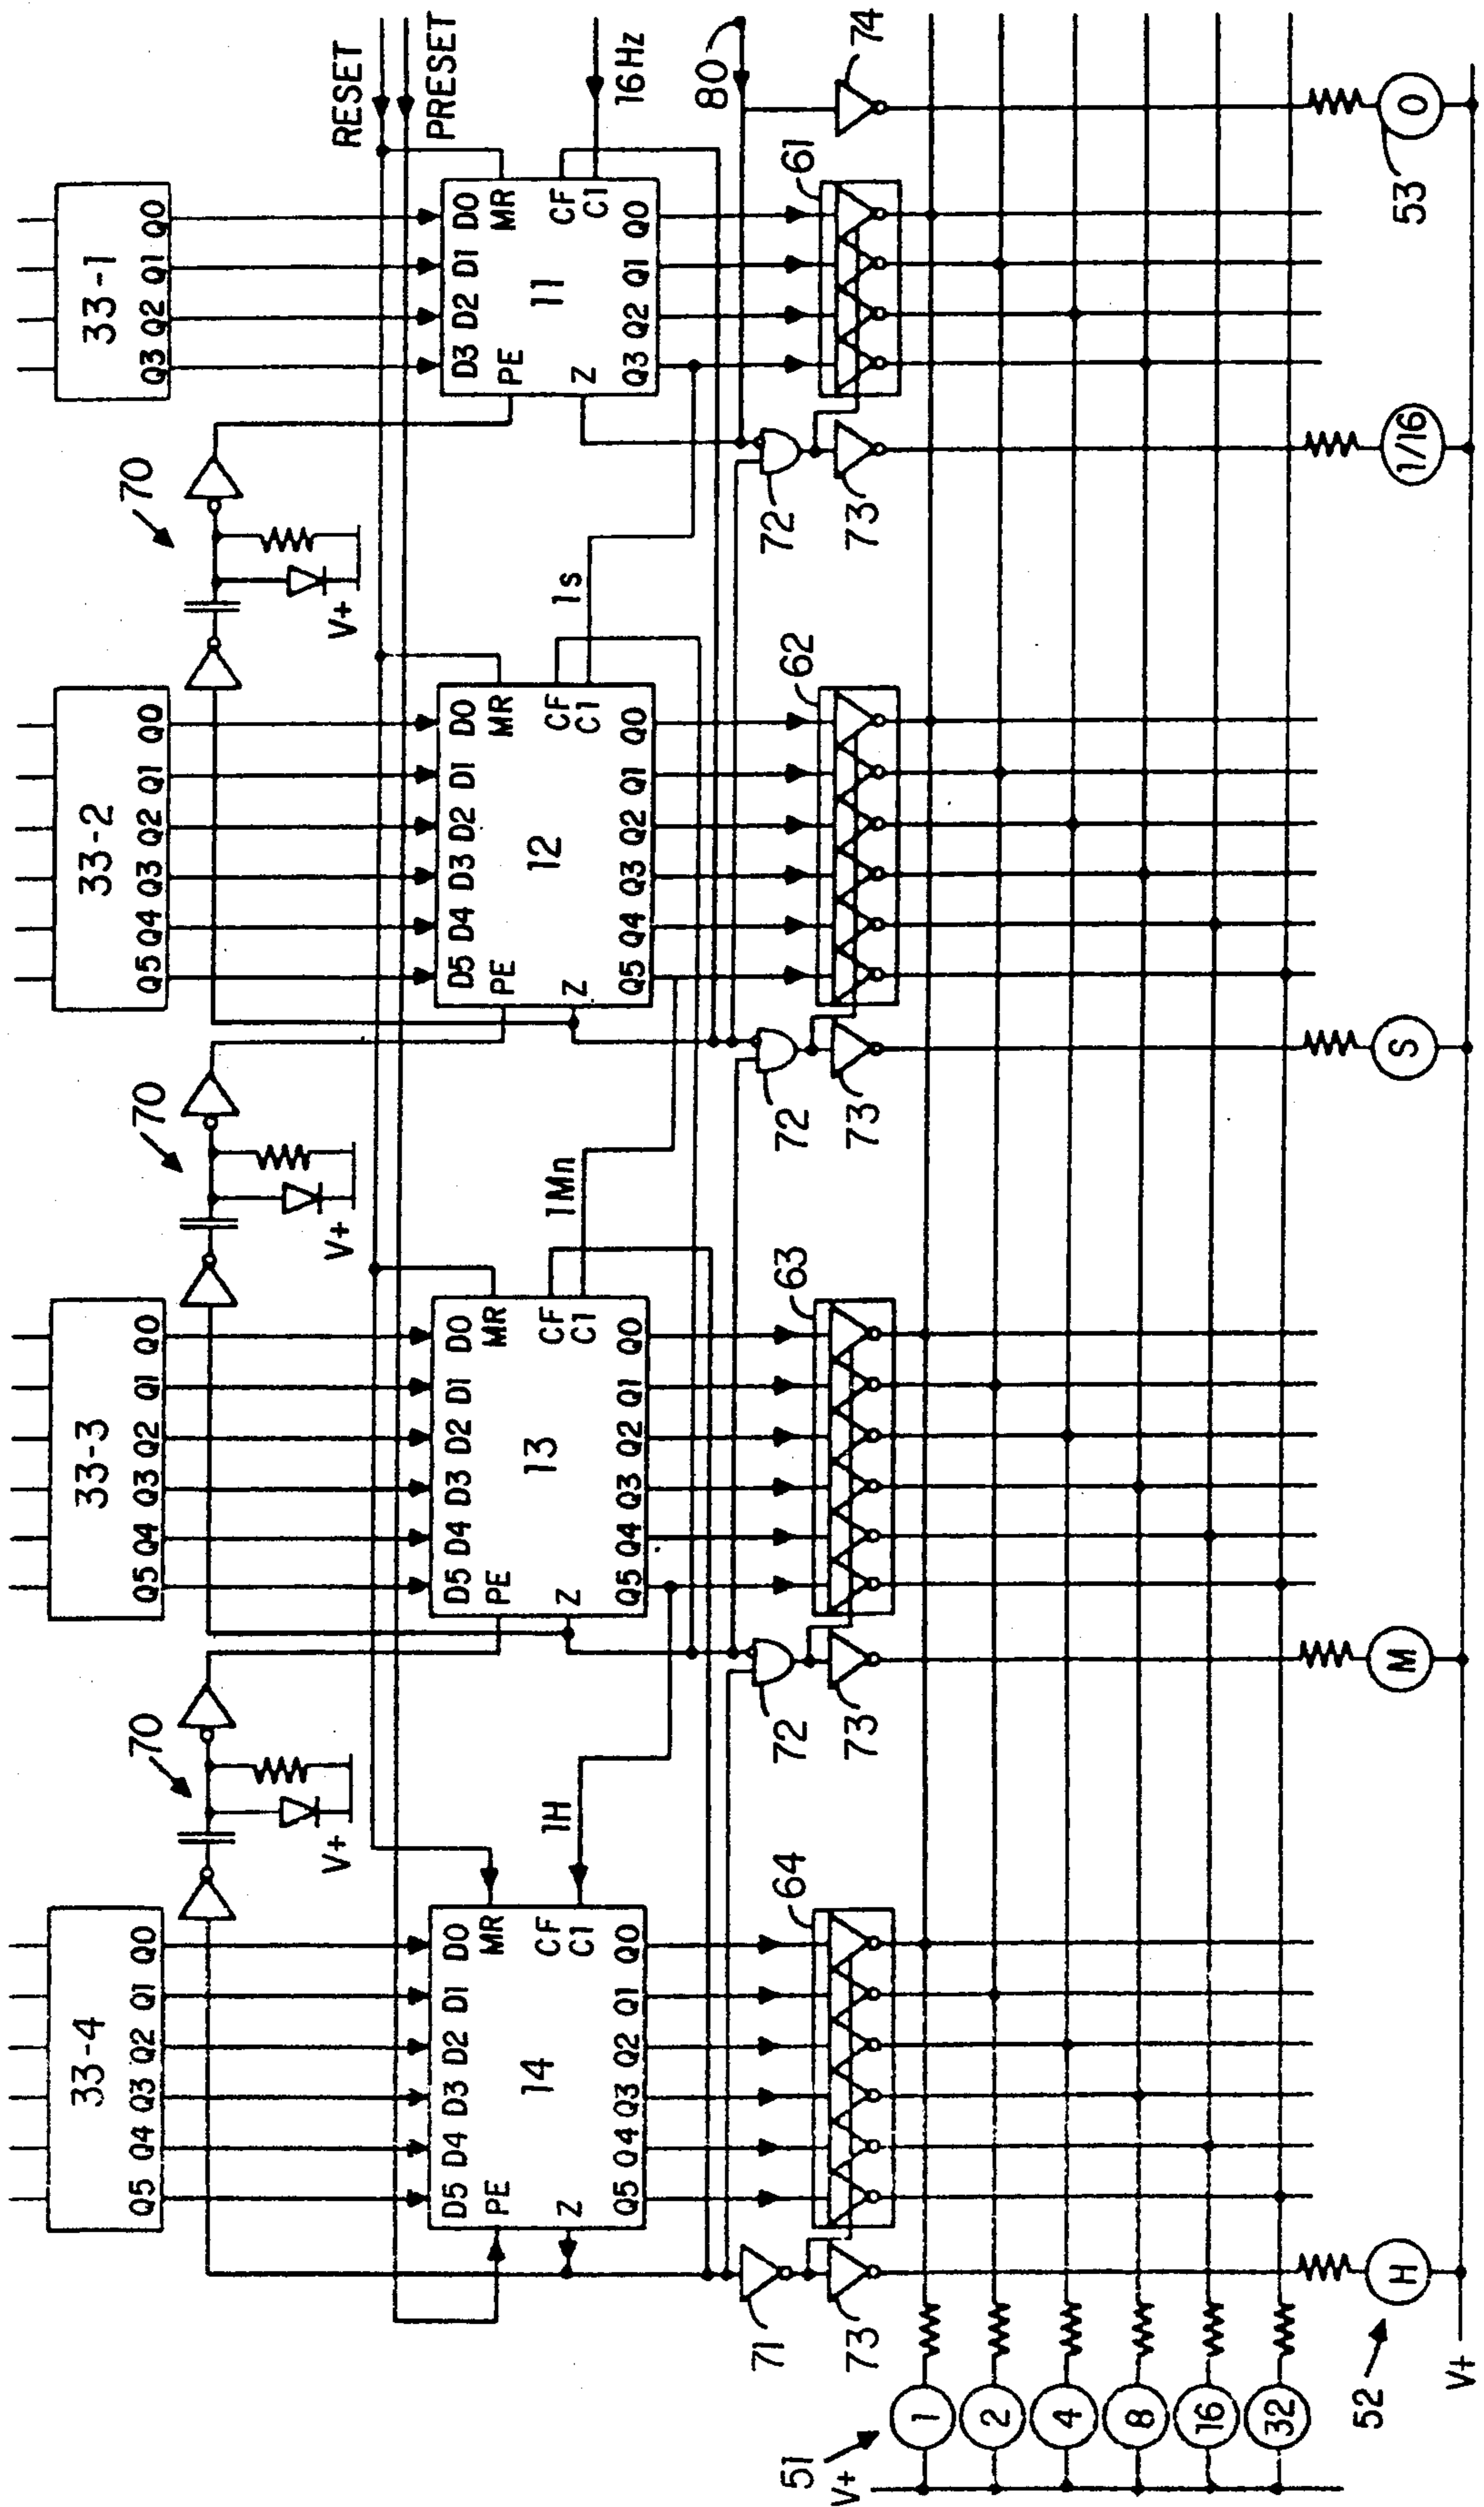 33-4 33-3 33-2 33-1
Q5 Q4 Q3 Q2 Q1 Q0
Q5 Q4 Q3 Q2 Q1 Q0
Q5 Q4 Q3 Q2 Q1 Q0
Q3 Q2 Q1 Q0
70 70 70
V+ V+ V+
RESET
PRESET
D5 D4 D3 D2 D1 D0
PE MR
14
CF
Z C1
Q5 Q4 Q3 Q2 Q1 Q0
1H
D5 D4 D3 D2 D1 D0
PE MR
13
CF
Z C1
Q5 Q4 Q3 Q2 Q1 Q0
1Mn
D5 D4 D3 D2 D1 D0
PE MR
12
CF
Z C1
Q5 Q4 Q3 Q2 Q1 Q0
1s
D3 D2 D1 D0
PE MR
11
CF
Z C1
Q3 Q2 Q1 Q0
16Hz
80
71 64 72 63 72 62 72 61
73 73 73 73 74
51
V+
1
2
4
8
16
32
52
H M S 1/16 0
53
V+